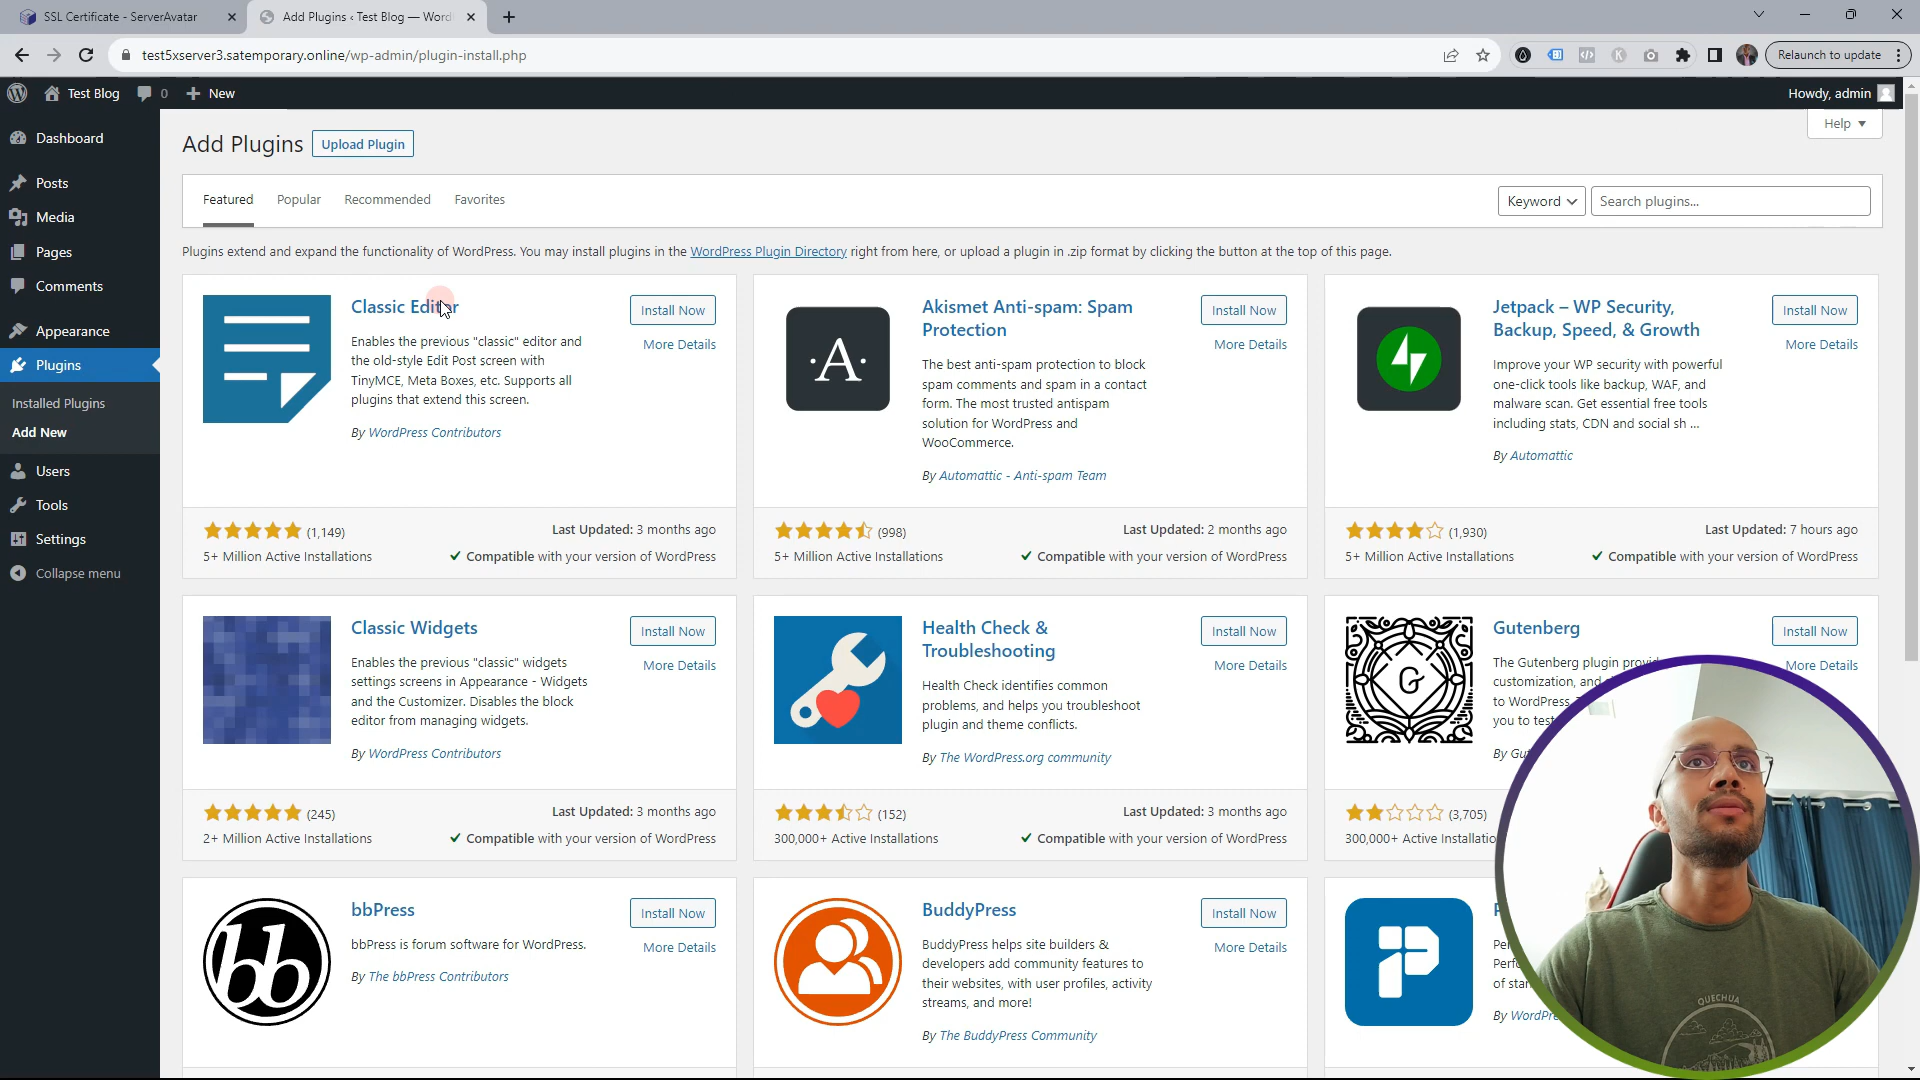 SSL Certificate - ServerAvatar
Add Plugins ‹ Test Blog — Word
test5xserver3.satemporary.online/wp-admin/plugin-install.php
Relaunch to update
Test Blog
0
New
Howdy, admin
Dashboard
Posts
Media
Pages
Comments
Appearance
Plugins
Installed Plugins
Add New
Users
Tools
Settings
Collapse menu
Help
Add Plugins
Upload Plugin
Featured
Popular
Recommended
Favorites
Keyword
Search plugins...
Plugins extend and expand the functionality of WordPress. You may install plugins in the WordPress Plugin Directory right from here, or upload a plugin in .zip format by clicking the button at the top of this page.
Classic Editor
Install Now
More Details
Enables the previous "classic" editor and
the old-style Edit Post screen with
TinyMCE, Meta Boxes, etc. Supports all
plugins that extend this screen.
By WordPress Contributors
(1,149)
Last Updated: 3 months ago
5+ Million Active Installations
Compatible with your version of WordPress
·A·
Akismet Anti-spam: Spam
Protection
Install Now
More Details
The best anti-spam protection to block
spam comments and spam in a contact
form. The most trusted antispam
solution for WordPress and
WooCommerce.
By Automattic - Anti-spam Team
(998)
Last Updated: 2 months ago
5+ Million Active Installations
Compatible with your version of WordPress
Jetpack – WP Security,
Backup, Speed, & Growth
Install Now
More Details
Improve your WP security with powerful
one-click tools like backup, WAF, and
malware scan. Get essential free tools
including stats, CDN and social sh ...
By Automattic
(1,930)
Last Updated: 7 hours ago
5+ Million Active Installations
Compatible with your version of WordPress
Classic Widgets
Install Now
More Details
Enables the previous "classic" widgets
settings screens in Appearance - Widgets
and the Customizer. Disables the block
editor from managing widgets.
By WordPress Contributors
(245)
Last Updated: 3 months ago
2+ Million Active Installations
Compatible with your version of WordPress
Health Check &
Troubleshooting
Install Now
More Details
Health Check identifies common
problems, and helps you troubleshoot
plugin and theme conflicts.
By The WordPress.org community
(152)
Last Updated: 3 months ago
300,000+ Active Installations
Compatible with your version of WordPress
G
Gutenberg
Install Now
More Details
The Gutenberg plugin
customization, and
to WordPress.
you to test
By
(3,705)
300,000+ Active
bb
bbPress
Install Now
More Details
bbPress is forum software for WordPress.
By The bbPress Contributors
BuddyPress
Install Now
More Details
BuddyPress helps site builders &
developers add community features to
their websites, with user profiles, activity
streams, and more!
By The BuddyPress Community
of
By
QUECHUA